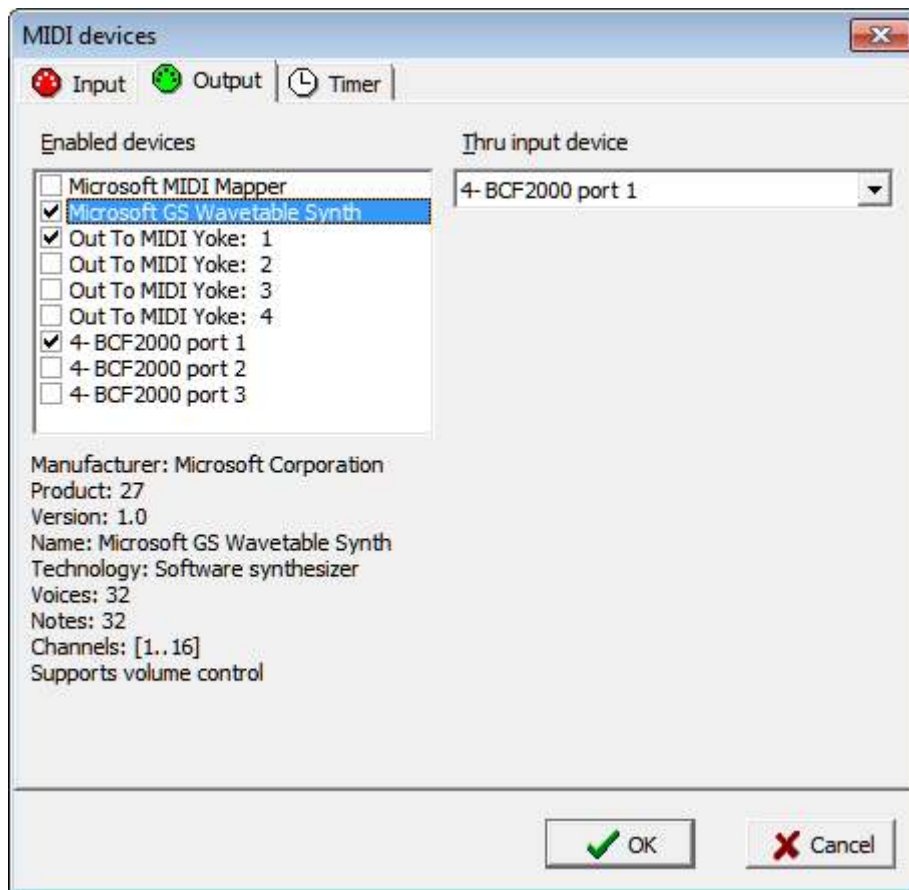 MIDI devices
Input
Output
Timer
Enabled devices
Thru input device
Microsoft MIDI Mapper
Microsoft GS Wavetable Synth
Out To MIDI Yoke:  1
Out To MIDI Yoke:  2
Out To MIDI Yoke:  3
Out To MIDI Yoke:  4
4- BCF2000 port 1
4- BCF2000 port 2
4- BCF2000 port 3
4- BCF2000 port 1
Manufacturer: Microsoft Corporation
Product: 27
Version: 1.0
Name: Microsoft GS Wavetable Synth
Technology: Software synthesizer
Voices: 32
Notes: 32
Channels: [1..16]
Supports volume control
OK
Cancel